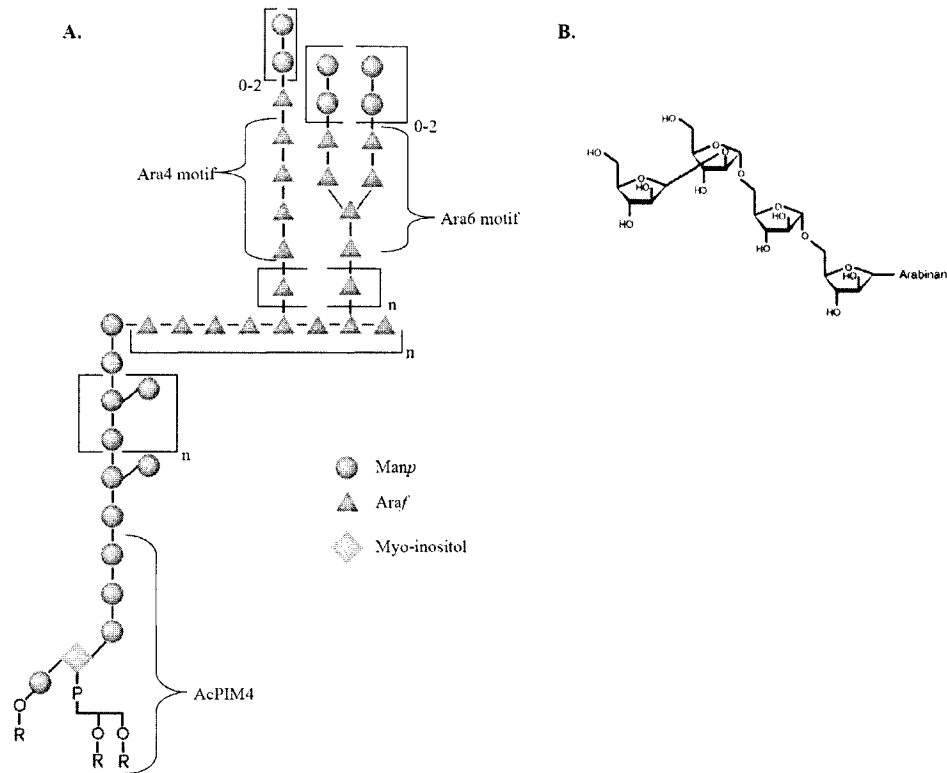 A.
B.
0-2
0-2
Ara4 motif
Ara6 motif
n
n
n
Manp
Araf
Myo-inositol
AcPIM4
P
O
R
O
O
R
R
HO
HO
O
O
HO
HO
O
HO
O
O
HO
HO
O
O
HO
HO
Arabinan